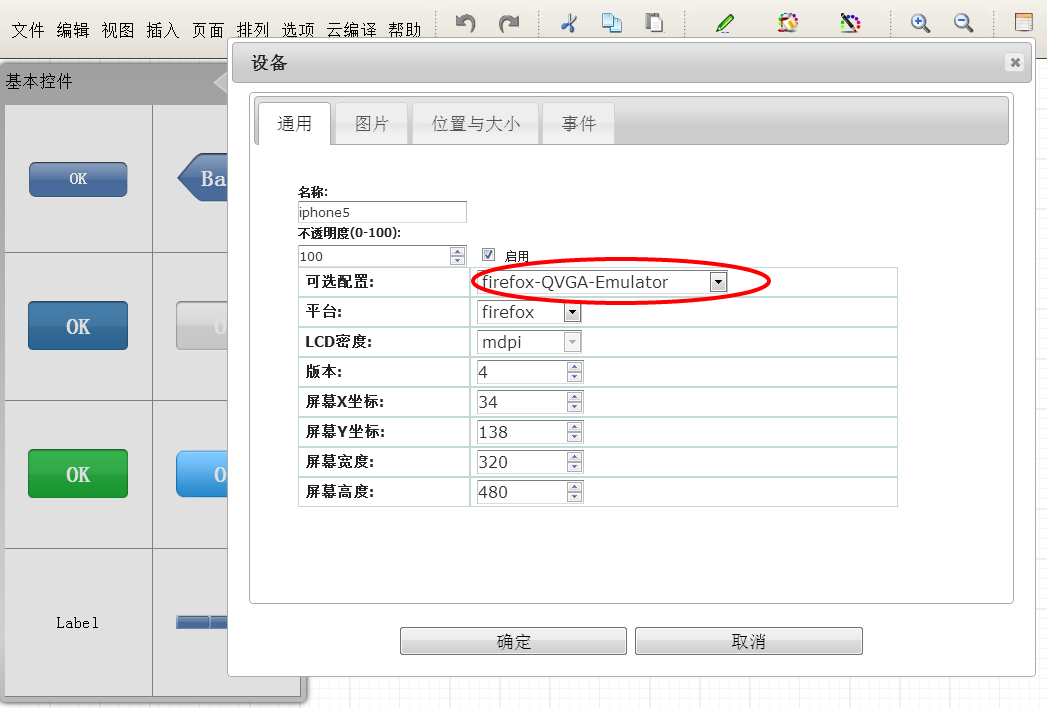 文件 编辑 视图 插入 页面 排列 选项 云编译 帮助
基本控件
设备
通用 图片 位置与大小 事件
OK
Ba
名称:
iphone5
不透明度(0-100):
100 启用
可选配置: firefox-QVGA-Emulator
平台: firefox
OK
O
LCD密度: mdpi
版本: 4
屏幕X坐标: 34
屏幕Y坐标: 138
屏幕宽度: 320
OK
O
屏幕高度: 480
Label
确定 取消